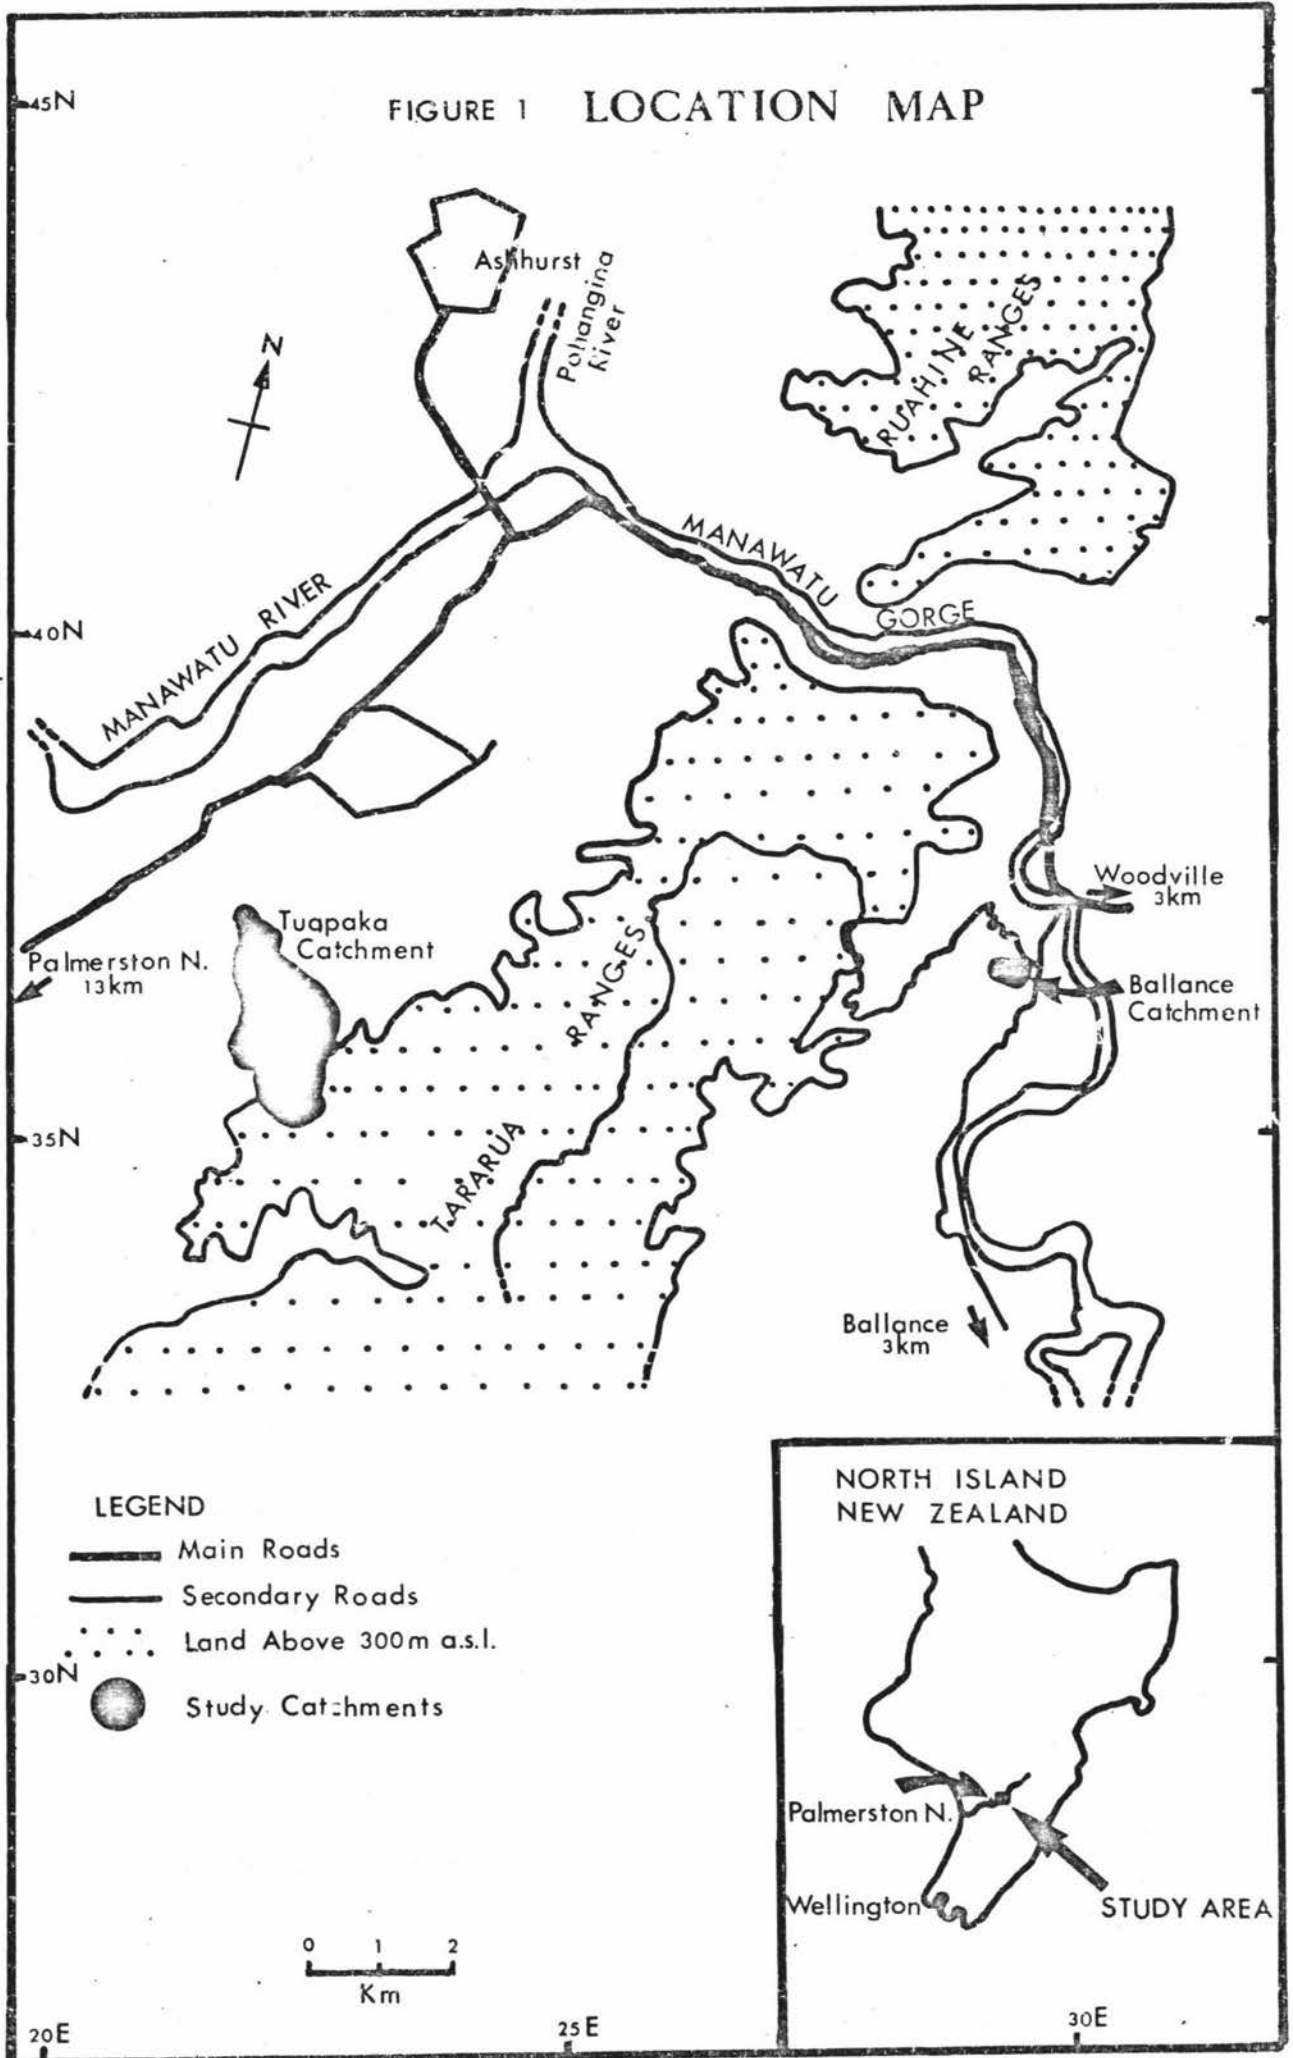 45N
FIGURE 1 LOCATION MAP
Ashhurst
Pohangina
River
N
RUAHINE
RANGES
MANAWATU
GORGE
MANAWATU RIVER
40N
Woodville
3km
Tuapaka
Catchment
Palmerston N.
13km
RANGES
Ballance
Catchment
35N
TARARUA
Ballance
3km
LEGEND
Main Roads
Secondary Roads
Land Above 300m a.s.l.
30N
Study Catchments
NORTH ISLAND
NEW ZEALAND
Palmerston N.
Wellington
STUDY AREA
0 1 2
Km
20E
25E
30E